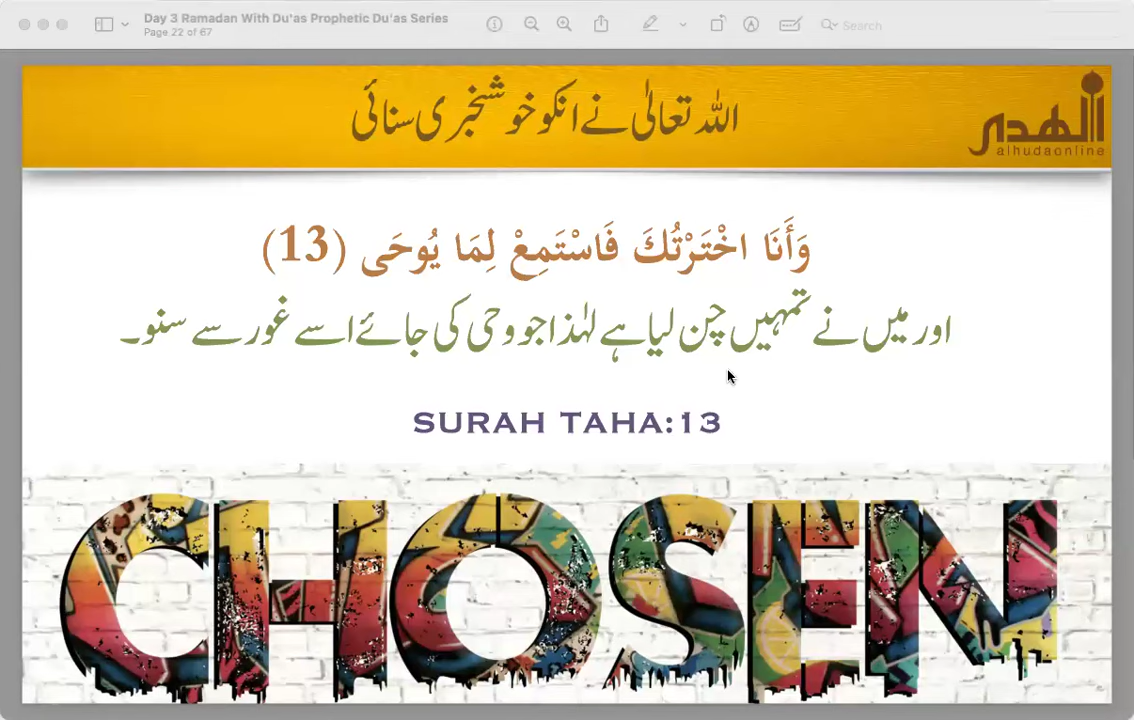 Day 3 Ramadan With Du'as Prophetic Du'as Series
Page 22 of 67
Search
اللہ تعالیٰ نے انکو خوشخبری سنائی
الهدى
alhudaonline
وَأَنَا اخْتَرْتُكَ فَاسْتَمِعْ لِمَا يُوحَى (13)
اور میں نے تمہیں چن لیا ہے لہٰذا جو وحی کی جائے اسے غور سے سنو۔
SURAH TAHA:13
CHOSEN